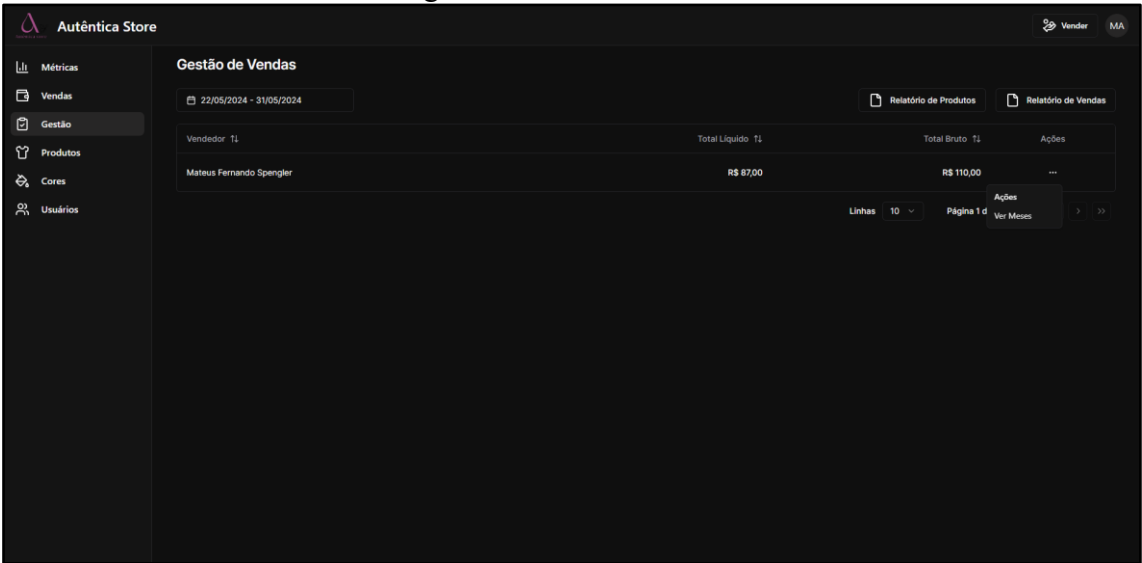 Autêntica Store
Vender
MA
Métricas
Vendas
Gestão
Produtos
Cores
Usuários
Gestão de Vendas
22/05/2024 - 31/05/2024
Relatório de Produtos
Relatório de Vendas
Vendedor
Total Líquido
Total Bruto
Ações
Mateus Fernando Spengler
R$ 87,00
R$ 110,00
...
Ações
Ver Meses
Linhas
10
Página 1 d